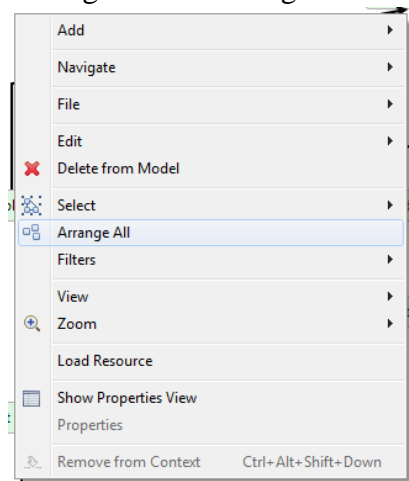 Add
Navigate
File
Edit
Delete from Model
Select
Arrange All
Filters
View
Zoom
Load Resource
Show Properties View
Properties
Remove from Context Ctrl+Alt+Shift+Down